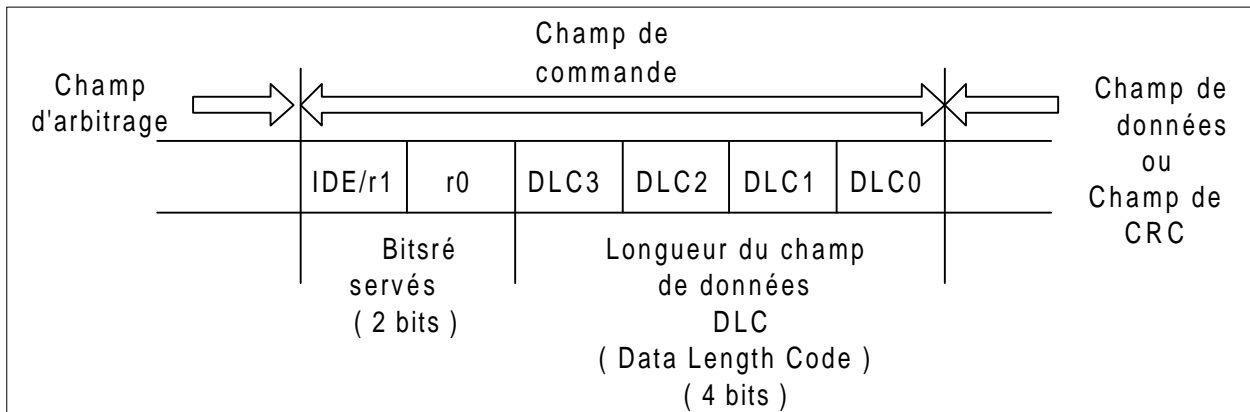 Champ de
commande
Champ
d'arbitrage
Champ de
données
ou
Champ de
CRC
IDE/r1 r0 DLC3 DLC2 DLC1 DLC0
Bitsré
servés
( 2 bits )
Longueur du champ
de données
DLC
( Data Length Code )
( 4 bits )